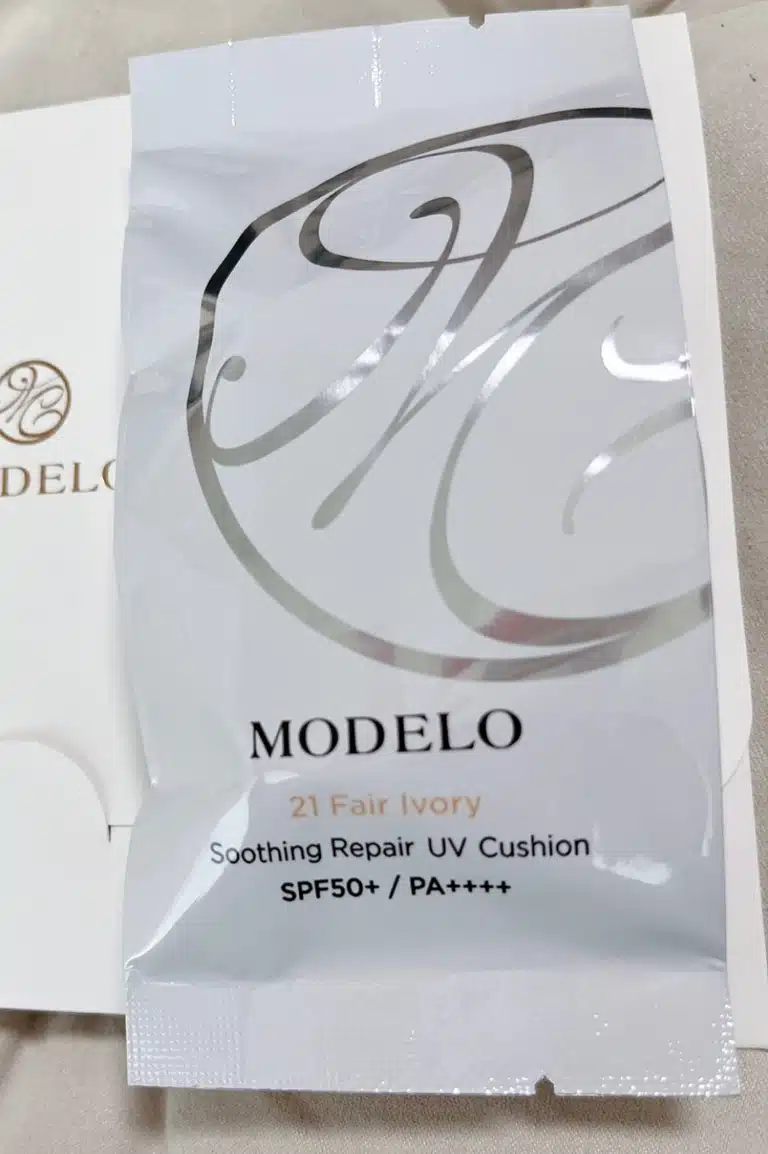 DELO
MODELO
21 Fair Ivory
Soothing Repair UV Cushion
SPF50+ / PA++++